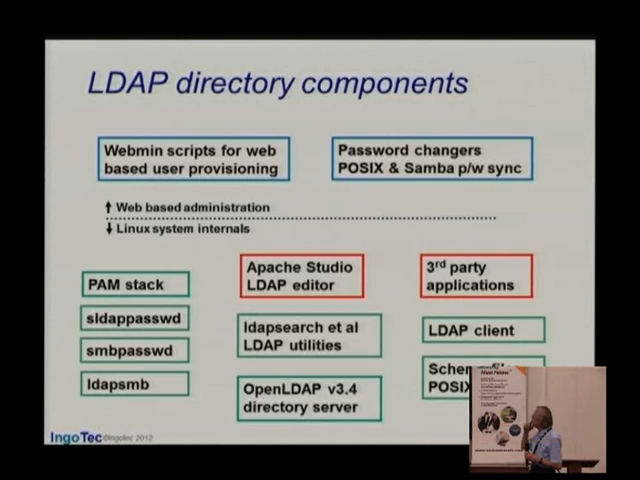 LDAP directory components
Webmin scripts for web
based user provisioning
Password changers
POSIX & Samba p/w sync
Web based administration
Linux system internals
PAM stack
sldappasswd
smbpasswd
ldapsmb
Apache Studio
LDAP editor
ldapsearch et al
LDAP utilities
OpenLDAP v3.4
directory server
3rd party
applications
LDAP client
POSIX
IngoTec ©Ingotec 2012